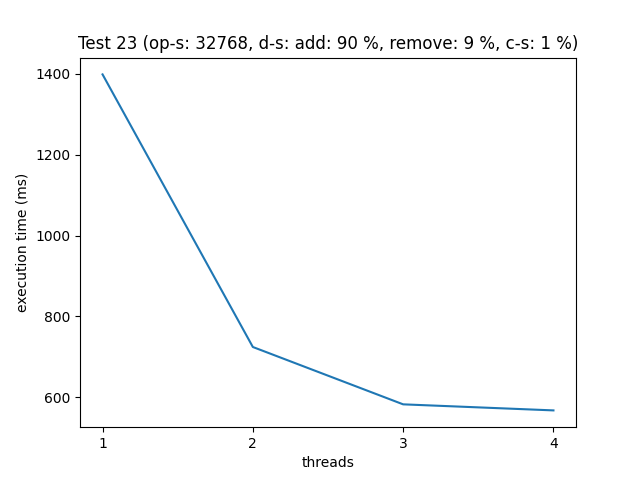 Test 23 (op-s: 32768, d-s: add: 90 %, remove: 9 %, c-s: 1 %)
execution time (ms)
1400
1200
1000
800
600
1 2 3 4
threads